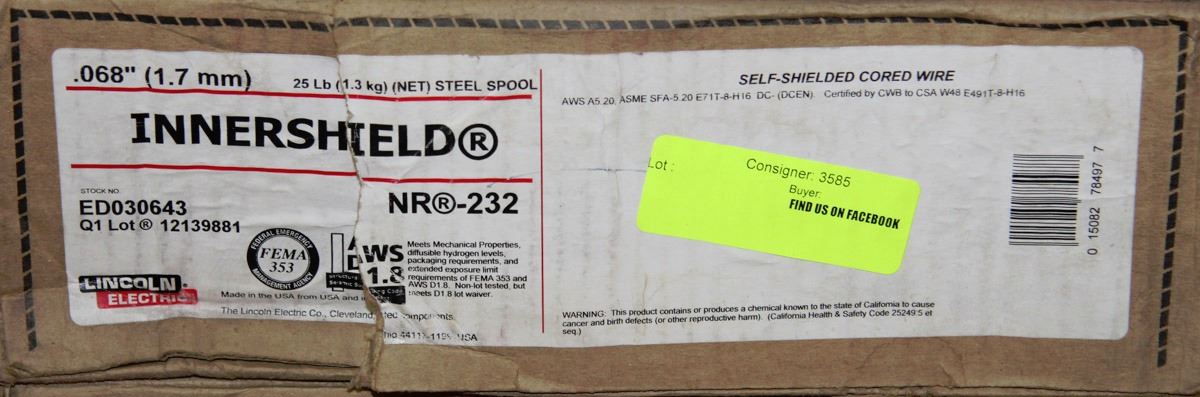 .068" (1.7 mm)
25 Lb (1.3 kg) (NET) STEEL SPOOL
INNERSHIELD®
STOCK NO.
ED030643
Q1 Lot® 12139881
NR®-232
FEDERAL EMERGENCY
FEMA
353
MANAGEMENT AGENCY
AWS
1.8
Meets Mechanical Properties,
diffusible hydrogen levels,
packaging requirements, and
extended exposure limit
requirements of FEMA 353 and
AWS D1.8. Non-lot tested, but
meets D1.8 lot waiver.
LINCOLN
ELECTRIC
Made in the USA from USA and
components.
The Lincoln Electric Co., Cleveland,
USA
SELF-SHIELDED CORED WIRE
AWS A5.20, ASME SFA-5.20 E71T-8-H16 DC- (DCEN). Certified by CWB to CSA W48 E491T-8-H16
Lot :
Consigner: 3585
Buyer:
FIND US ON FACEBOOK
0 15082 78497 7
WARNING: This product contains or produces a chemical known to the state of California to cause
cancer and birth defects (or other reproductive harm). (California Health & Safety Code 25249.5 et
seq.)